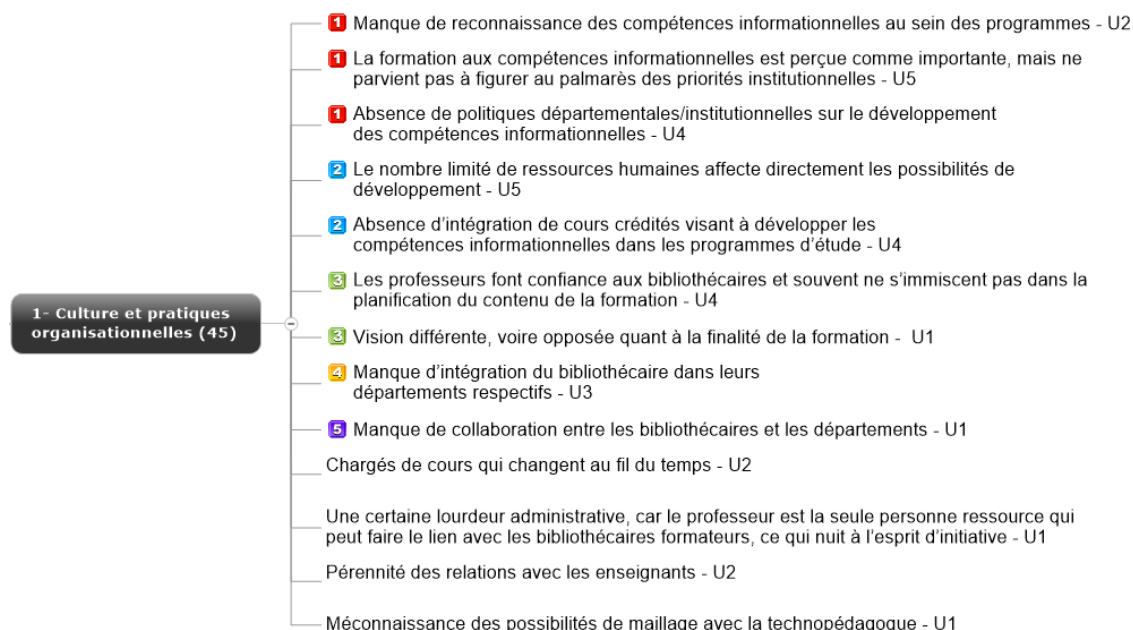 1 Manque de reconnaissance des compétences informationnelles au sein des programmes - U2
1 La formation aux compétences informationnelles est perçue comme importante, mais ne
parvient pas à figurer au palmarès des priorités institutionnelles - U5
1 Absence de politiques départementales/institutionnelles sur le développement
des compétences informationnelles - U4
2 Le nombre limité de ressources humaines affecte directement les possibilités de
développement - U5
2 Absence d’intégration de cours crédités visant à développer les
compétences informationnelles dans les programmes d’étude - U4
3 Les professeurs font confiance aux bibliothécaires et souvent ne s’immiscent pas dans la
planification du contenu de la formation - U4
1- Culture et pratiques
organisationnelles (45)
3 Vision différente, voire opposée quant à la finalité de la formation - U1
4 Manque d’intégration du bibliothécaire dans leurs
départements respectifs - U3
5 Manque de collaboration entre les bibliothécaires et les départements - U1
Chargés de cours qui changent au fil du temps - U2
Une certaine lourdeur administrative, car le professeur est la seule personne ressource qui
peut faire le lien avec les bibliothécaires formateurs, ce qui nuit à l’esprit d’initiative - U1
Pérennité des relations avec les enseignants - U2
Méconnaissance des possibilités de maillage avec la technopédagogue - U1